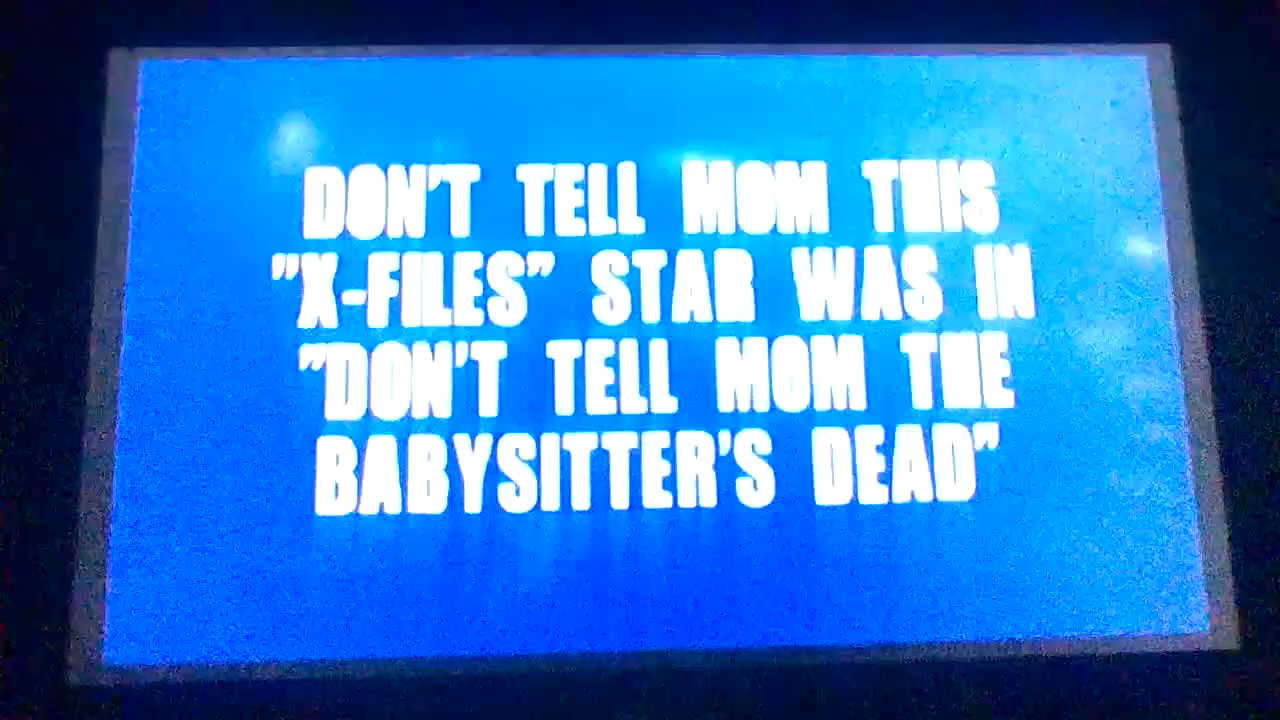 DON'T TELL MOM THIS
"X-FILES" STAR WAS IN
"DON'T TELL MOM THE
BABYSITTER'S DEAD"